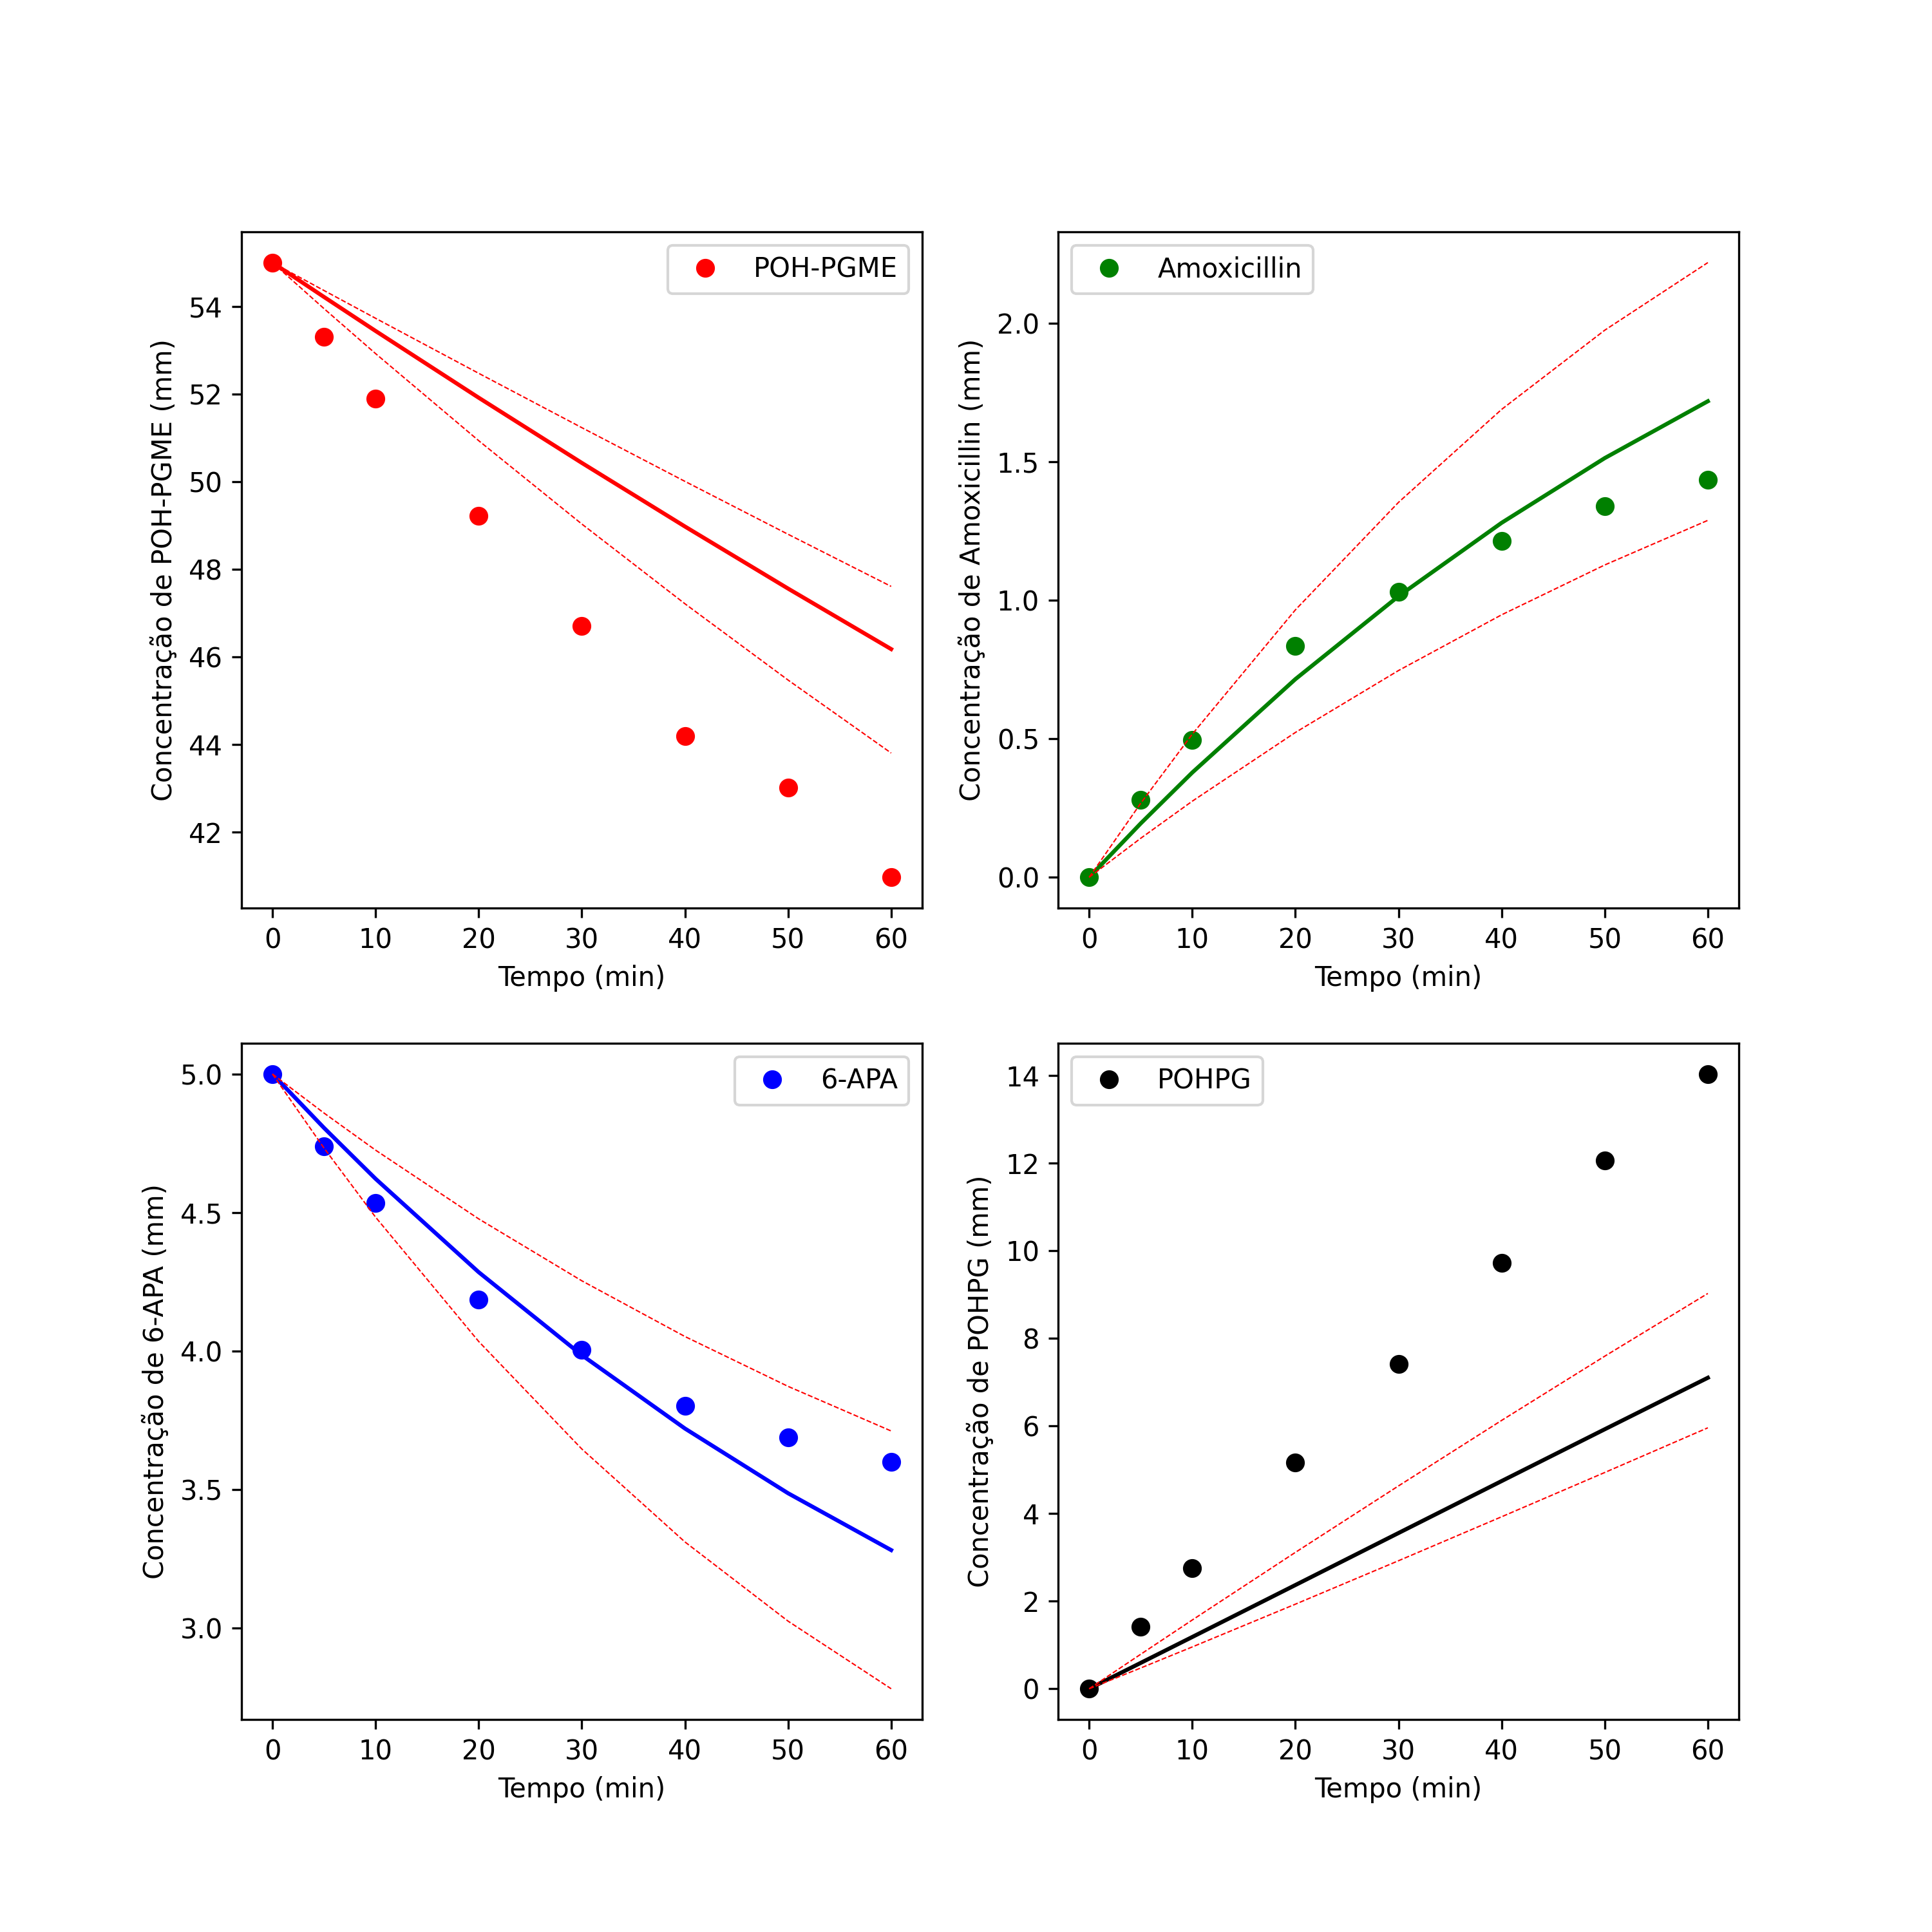 POH-PGME
Concentração de POH-PGME (mm)
54
52
50
48
46
44
42
0 10 20 30 40 50 60
Tempo (min)
Amoxicillin
Concentração de Amoxicillin (mm)
2.0
1.5
1.0
0.5
0.0
0 10 20 30 40 50 60
Tempo (min)
6-APA
Concentração de 6-APA (mm)
5.0
4.5
4.0
3.5
3.0
0 10 20 30 40 50 60
Tempo (min)
POHPG
Concentração de POHPG (mm)
14
12
10
8
6
4
2
0
0 10 20 30 40 50 60
Tempo (min)